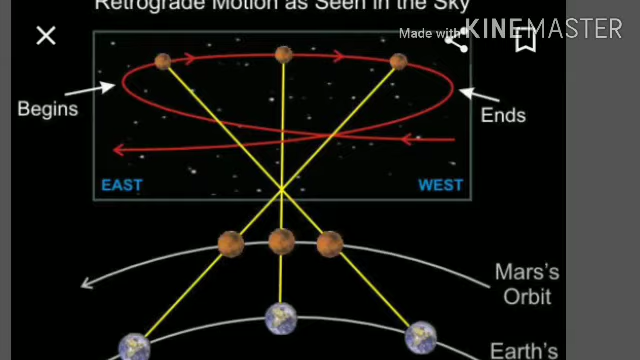 Retrograde Motion as Seen in the Sky
Made with KINEMASTER
Begins
Ends
EAST
WEST
Mars's
Orbit
Earth's